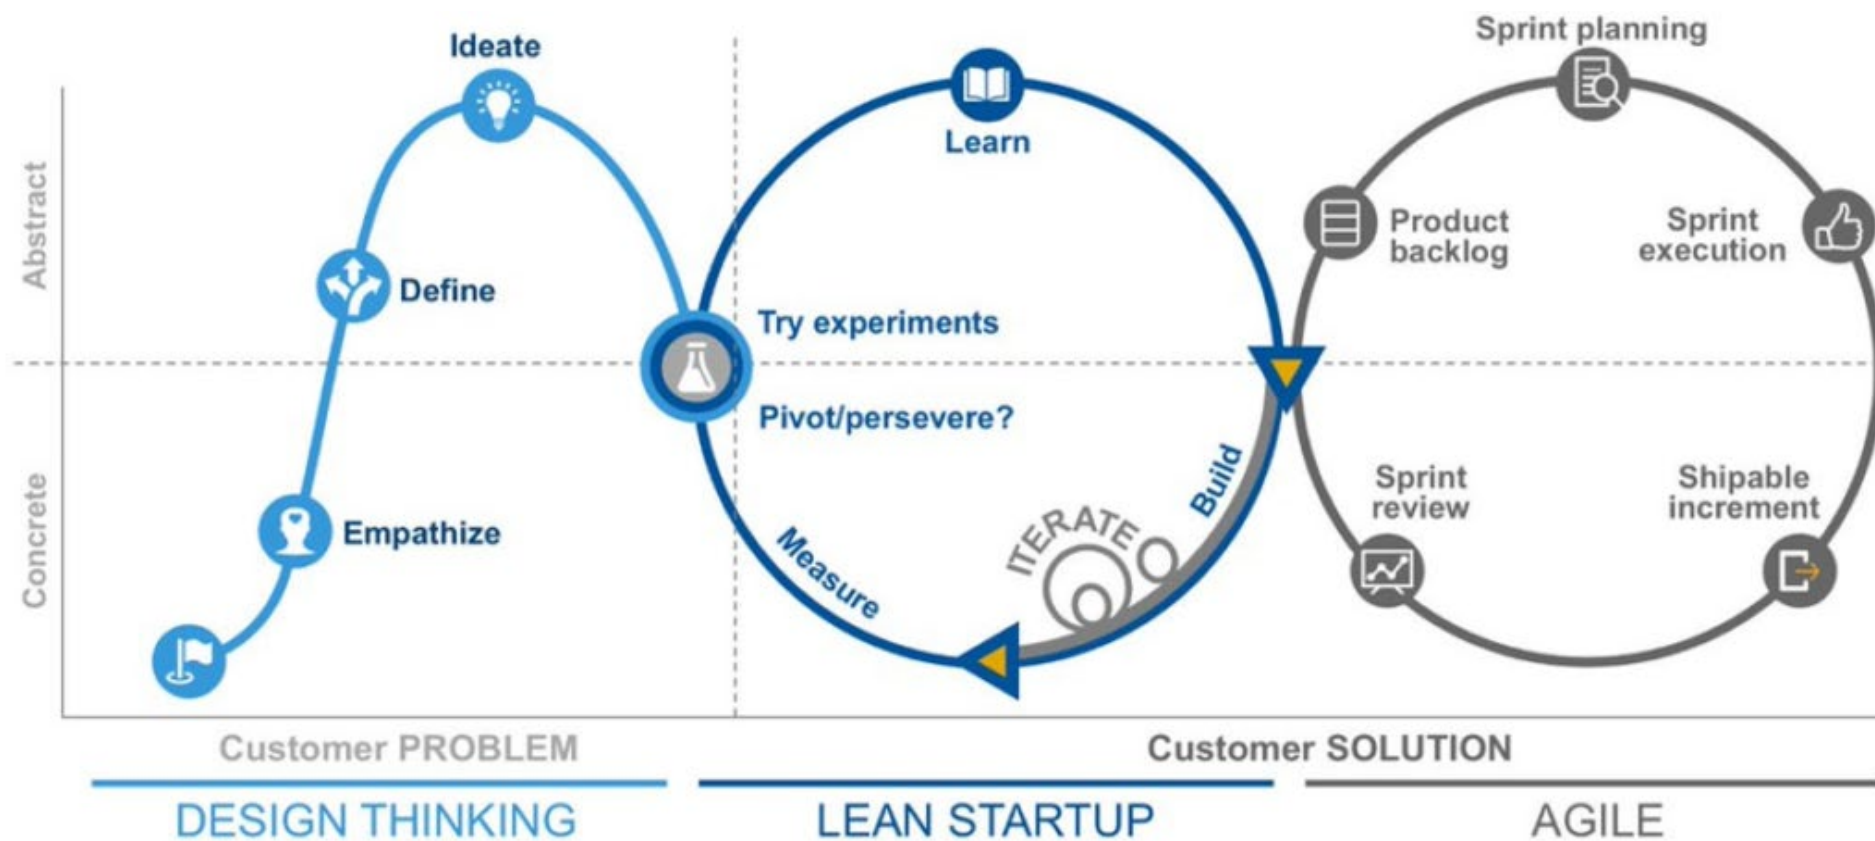 Ideate
Define
Empathize
Abstract
Concrete
Learn
Try experiments
Pivot/persevere?
Measure
ITERATE
Build
Sprint planning
Product
backlog
Sprint
execution
Sprint
review
Shipable
increment
Customer PROBLEM
Customer SOLUTION
DESIGN THINKING
LEAN STARTUP
AGILE